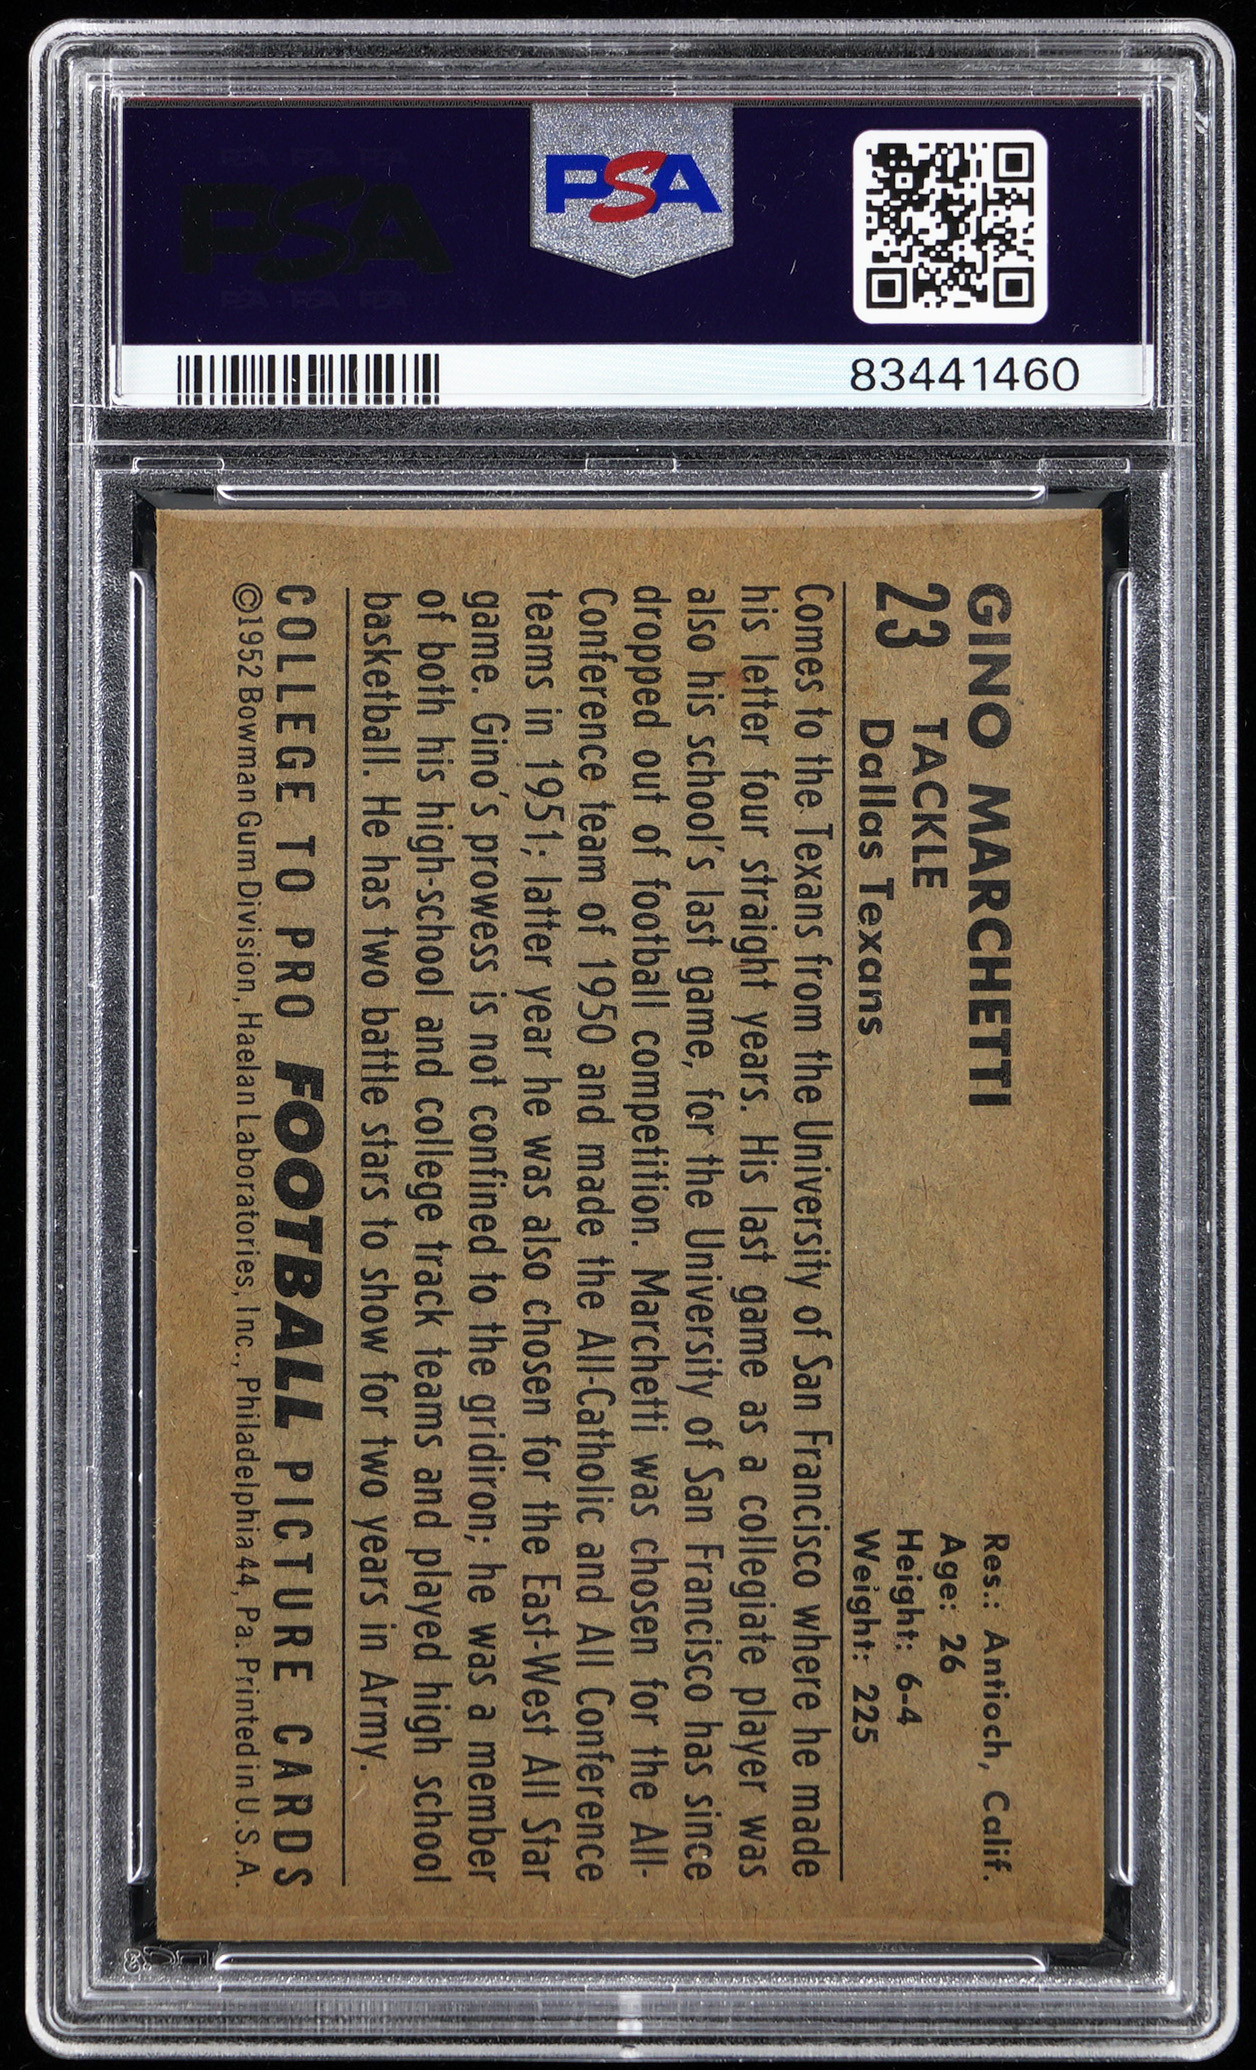 PSA
PSA
83441460
GINO MARCHETTI
23 TACKLE
Dallas Texans
Res.: Antioch, Calif.
Age: 26
Height: 6-4
Weight: 225
Comes to the Texans from the University of San Francisco where he made
his letter four straight years. His last game as a collegiate player was
also his school's last game, for the University of San Francisco has since
dropped out of football competition. Marchetti was chosen for the All-
Conference team of 1950 and made the All-Catholic and All Conference
teams in 1951; latter year he was also chosen for the East-West All Star
game. Gino's prowess is not confined to the gridiron; he was a member
of both his high-school and college track teams and played high school
basketball. He has two battle stars to show for two years in Army.
COLLEGE TO PRO FOOTBALL PICTURE CARDS
©1952 Bowman Gum Division, Haelan Laboratories, Inc., Philadelphia 44, Pa. Printed in U.S.A.